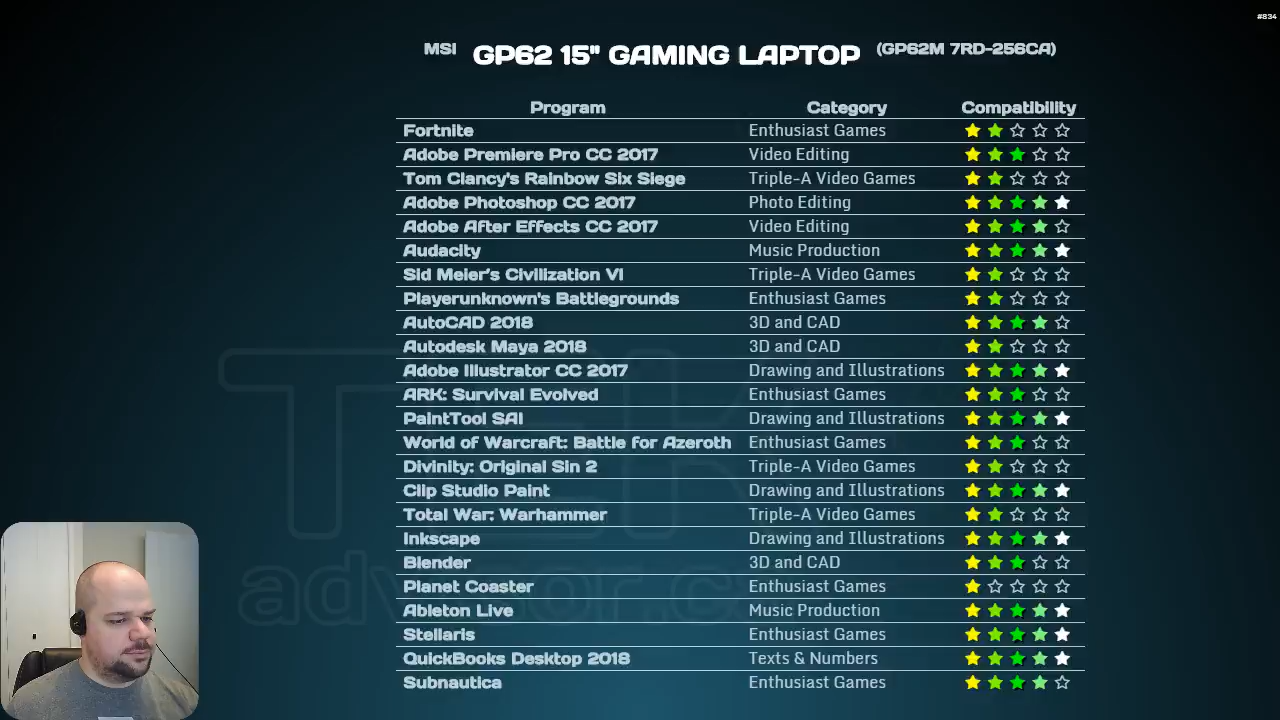 #834
MSI GP62 15" GAMING LAPTOP (GP62M 7RD-256CA)
Program Category Compatibility
Fortnite Enthusiast Games
Adobe Premiere Pro CC 2017 Video Editing
Tom Clancy's Rainbow Six Siege Triple-A Video Games
Adobe Photoshop CC 2017 Photo Editing
Adobe After Effects CC 2017 Video Editing
Audacity Music Production
Sid Meier's Civilization VI Triple-A Video Games
Playerunknown's Battlegrounds Enthusiast Games
AutoCAD 2018 3D and CAD
Autodesk Maya 2018 3D and CAD
Adobe Illustrator CC 2017 Drawing and Illustrations
ARK: Survival Evolved Enthusiast Games
PaintTool SAI Drawing and Illustrations
World of Warcraft: Battle for Azeroth Enthusiast Games
Divinity: Original Sin 2 Triple-A Video Games
Clip Studio Paint Drawing and Illustrations
Total War: Warhammer Triple-A Video Games
Inkscape Drawing and Illustrations
Blender 3D and CAD
Planet Coaster Enthusiast Games
Ableton Live Music Production
Stellaris Enthusiast Games
QuickBooks Desktop 2018 Texts & Numbers
Subnautica Enthusiast Games